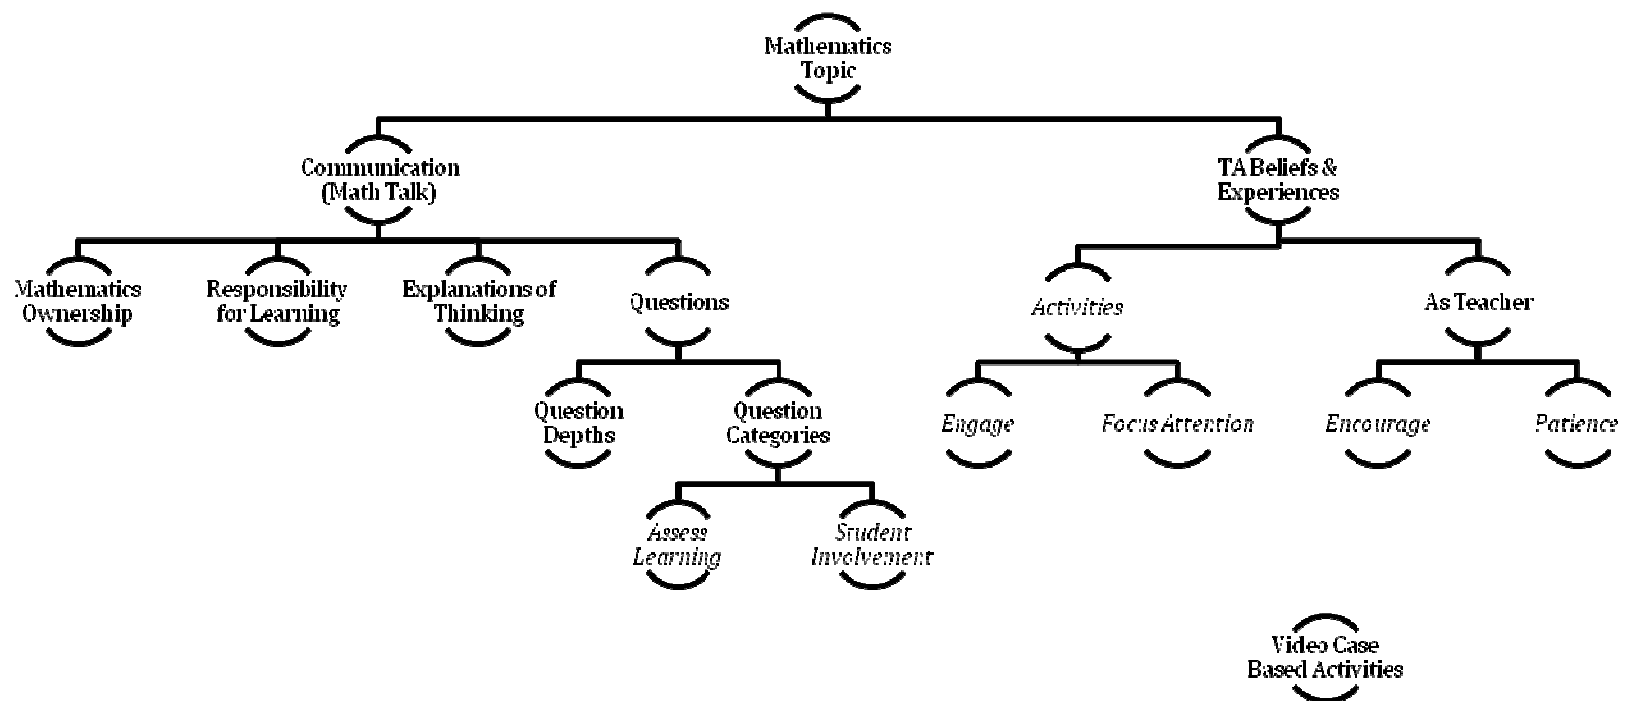 Mathematics
Topic
Communication
(Math Talk)
TA Beliefs &
Experiences
Mathematics
Ownership
Responsibility
for Learning
Explanations of
Thinking
Questions
Activities
As Teacher
Question
Depths
Question
Categories
Engage
Focus Attention
Encourage
Patience
Assess
Learning
Student
Involvement
Video Case
Based Activities